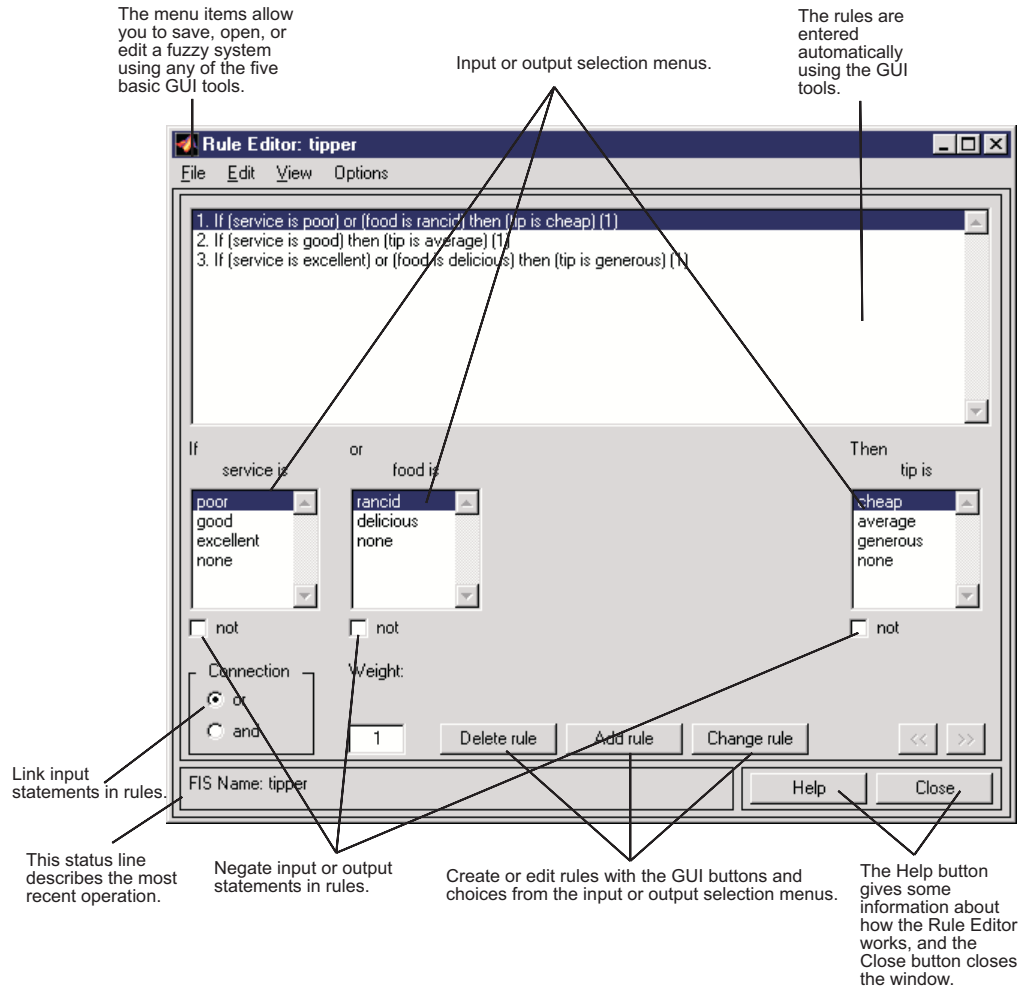 The menu items allow
you to save, open, or
edit a fuzzy system
using any of the five
basic GUI tools.
Input or output selection menus.
The rules are
entered
automatically
using the GUI
tools.
Rule Editor: tipper
File Edit View Options
1. If (service is poor) or (food is rancid) then (tip is cheap) (1)
2. If (service is good) then (tip is average) (1)
3. If (service is excellent) or (food is delicious) then (tip is generous) (1)
If
service is
poor
good
excellent
none
not
or
food is
rancid
delicious
none
not
Then
tip is
cheap
average
generous
none
not
Connection
or
and
Weight:
1
Delete rule
Add rule
Change rule
<<
>>
FIS Name: tipper
Help
Close
Link input
statements in rules.
This status line
describes the most
recent operation.
Negate input or output
statements in rules.
Create or edit rules with the GUI buttons and
choices from the input or output selection menus.
The Help button
gives some
information about
how the Rule Editor
works, and the
Close button closes
the window.